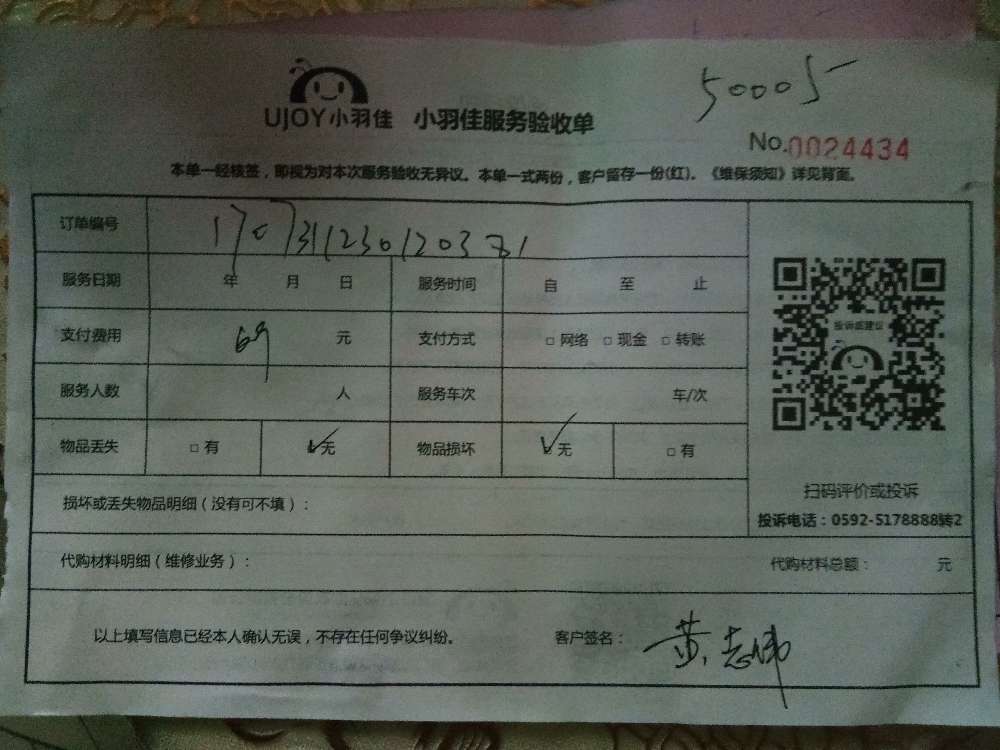 50005
UJOY小羽佳 小羽佳服务验收单
No.0024434
本单一经核签，即视为对本次服务验收无异议。本单一式两份，客户留存一份(红)。《维保须知》详见背面。
订单编号 1707311230120381
服务日期 年 月 日 服务时间 自 至 止
支付费用 69 元 支付方式 □ 网络 □ 现金 □ 转账
服务人数 人 服务车次 车/次
物品丢失 □ 有 ✓无 物品损坏 ✓无 □ 有
投诉或建议
扫码评价或投诉
投诉电话：0592-5178888转2
损坏或丢失物品明细（没有可不填）：
代购材料明细（维修业务）： 代购材料总额： 元
以上填写信息已经本人确认无误，不存在任何争议纠纷。 客户签名： 黄志伟